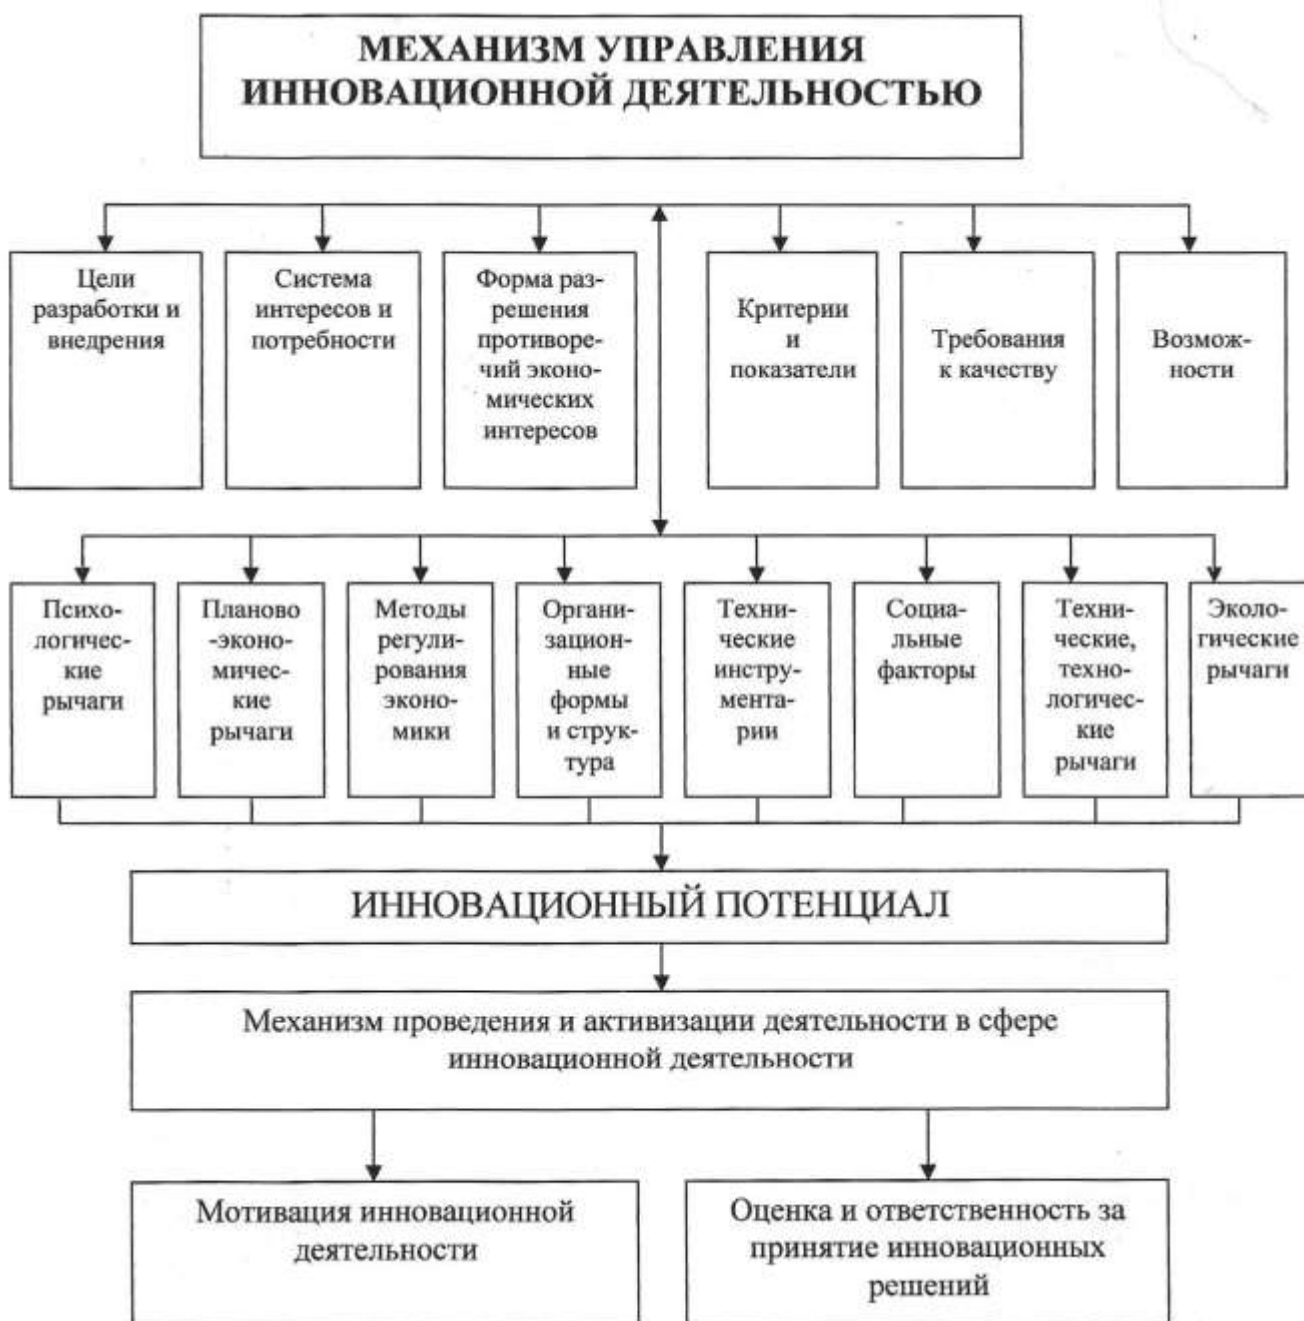 МЕХАНИЗМ УПРАВЛЕНИЯ
ИННОВАЦИОННОЙ ДЕЯТЕЛЬНОСТЬЮ
Цели
разработки и
внедрения
Система
интересов и
потребности
Форма раз-
решения
противоре-
чий эконо-
мических
интересов
Критерии
и
показатели
Требования
к качеству
Возмож-
ности
Психо-
логичес-
кие
рычаги
Планово
-эконо-
мичес-
кие
рычаги
Методы
регули-
рования
эконо-
мики
Органи-
зацион-
ные
формы
и струк-
тура
Техни-
ческие
инстру-
мента-
рии
Социа-
льные
факторы
Техни-
ческие,
техно-
логичес-
кие
рычаги
Эколо-
гические
рычаги
ИННОВАЦИОННЫЙ ПОТЕНЦИАЛ
Механизм проведения и активизации деятельности в сфере
инновационной деятельности
Мотивация инновационной
деятельности
Оценка и ответственность за
принятие инновационных
решений